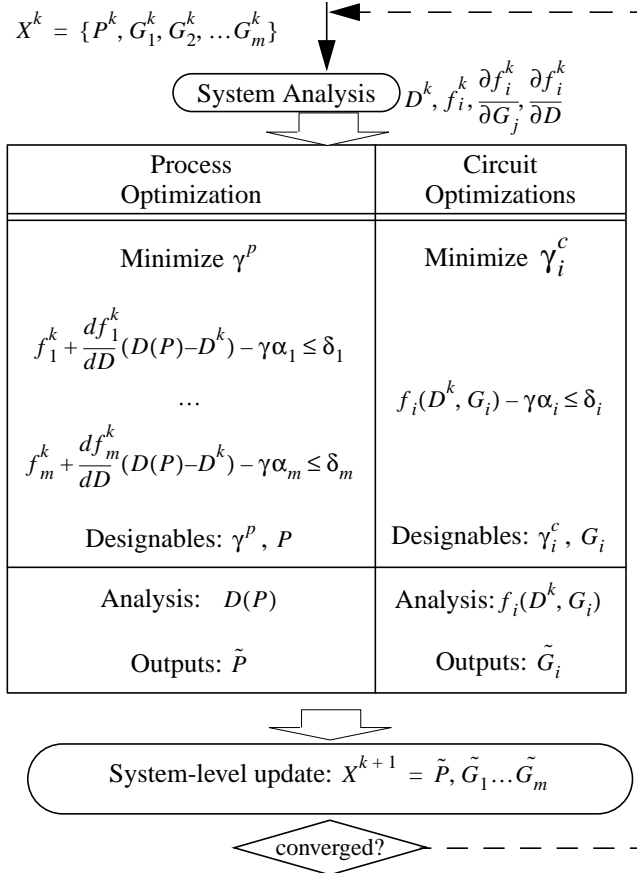 X^k = {P^k, G_1^k, G_2^k, …G_m^k}
System Analysis D^k, f_i^k, ∂f_i^k/∂G_j, ∂f_i^k/∂D
Process
Optimization
Minimize γ^p
f_1^k + df_1^k/dD (D(P)–D^k) – γα_1 ≤ δ_1
…
f_m^k + df_m^k/dD (D(P)–D^k) – γα_m ≤ δ_m
Designables: γ^p, P
Analysis: D(P)
Outputs: P̃
Circuit
Optimizations
Minimize γ_i^c
f_i(D^k, G_i) – γα_i ≤ δ_i
Designables: γ_i^c, G_i
Analysis: f_i(D^k, G_i)
Outputs: G̃_i
System-level update: X^{k+1} = P̃, G̃_1…G̃_m
converged?